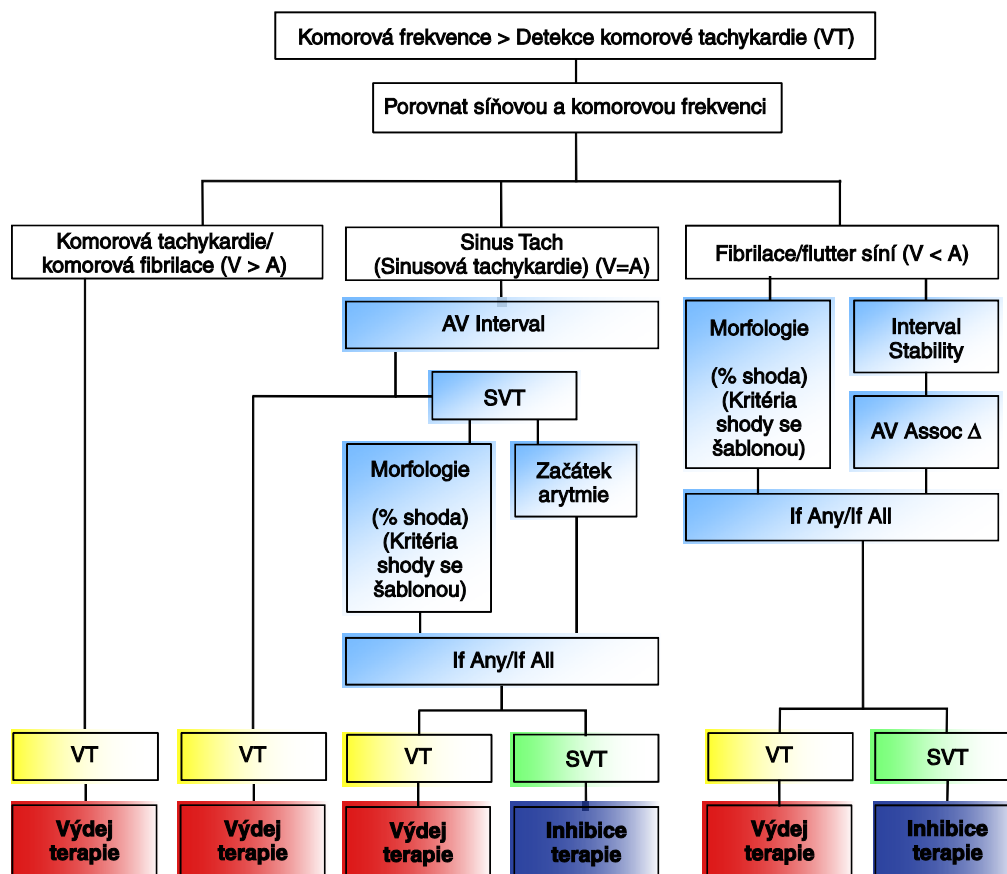 Komorová frekvence > Detekce komorové tachykardie (VT)
Porovnat síňovou a komorovou frekvenci
Komorová tachykardie/
komorová fibrilace (V > A)
Sinus Tach
(Sinusová tachykardie) (V=A)
Fibrilace/flutter síní (V < A)
AV Interval
SVT
Morfologie
(% shoda)
(Kritéria
shody se
šablonou)
Začátek
arytmie
If Any/If All
Morfologie
(% shoda)
(Kritéria
shody se
šablonou)
Interval
Stability
AV Assoc Δ
If Any/If All
VT
VT
VT
SVT
VT
SVT
Výdej
terapie
Výdej
terapie
Výdej
terapie
Inhibice
terapie
Výdej
terapie
Inhibice
terapie